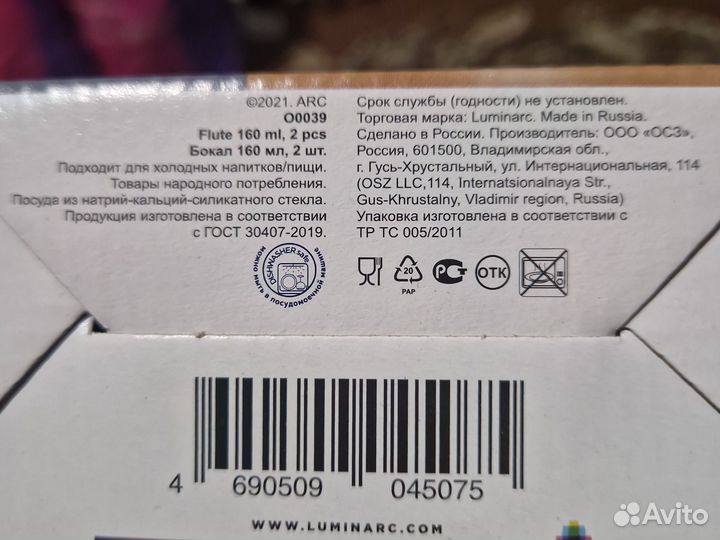 ©2021. ARC
O0039
Flute 160 ml, 2 pcs
Бокал 160 мл, 2 шт.
Подходит для холодных напитков/пищи.
Товары народного потребления.
Посуда из натрий-кальций-силикатного стекла.
Продукция изготовлена в соответствии
с ГОСТ 30407-2019.
Срок службы (годности) не установлен.
Торговая марка: Luminarc. Made in Russia.
Сделано в России. Производитель: ООО «ОСЗ»,
Россия, 601500, Владимирская обл.,
г. Гусь-Хрустальный, ул. Интернациональная, 114
(OSZ LLC,114, Internatsionalnaya Str.,
Gus-Khrustalny, Vladimir region, Russia)
Упаковка изготовлена в соответствии с
ТР ТС 005/2011
DISHWASHER safe
можно мыть в посудомоечной машине
20
PAP
РСТ
ОТК
4 690509 045075
WWW.LUMINARC.COM
Avito